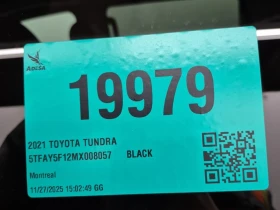 ADESA
19979
2021 TOYOTA TUNDRA
5TFAY5F12MX008057 BLACK
Montreal
11/27/2025 15:02:49 GG